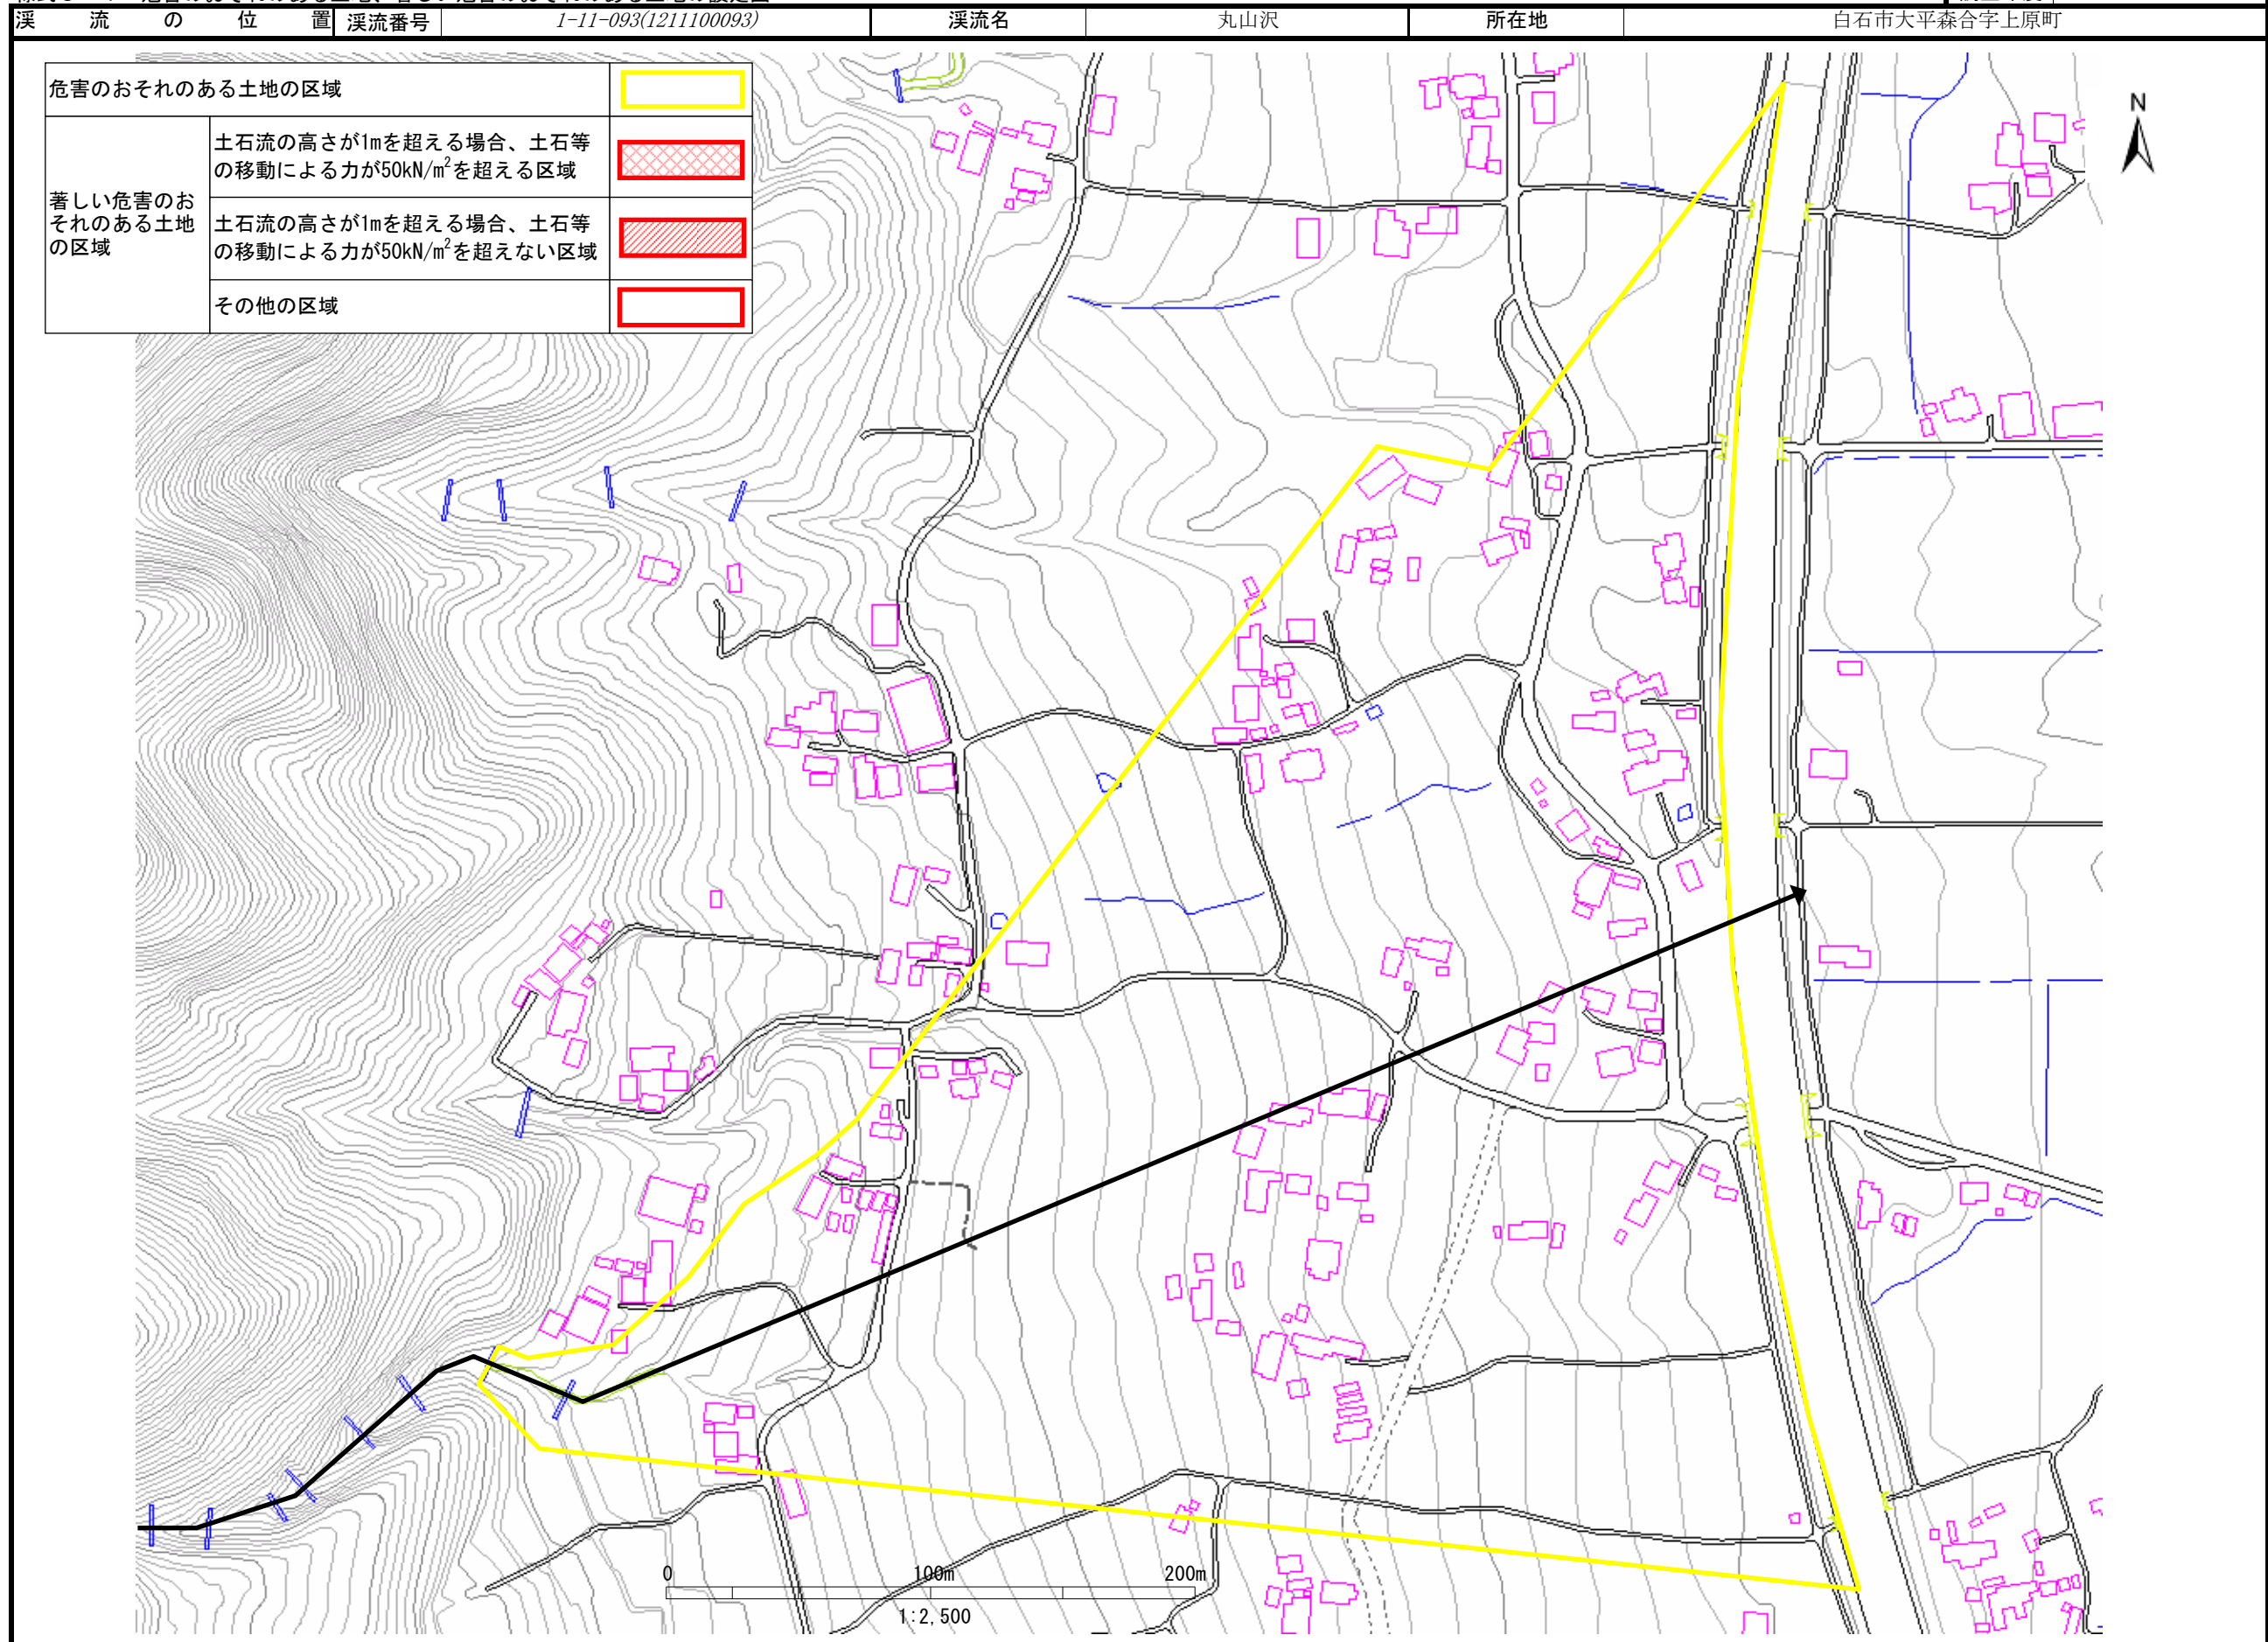 渓流の位置 渓流番号 1-11-093(1211100093) 渓流名 丸山沢 所在地 白石市大平森合字上原町
危害のおそれのある土地の区域
著しい危害のおそれのある土地の区域
土石流の高さが1mを超える場合、土石等
の移動による力が50kN/m²を超える区域
土石流の高さが1mを超える場合、土石等
の移動による力が50kN/m²を超えない区域
その他の区域
N
0 100m 200m
1:2,500